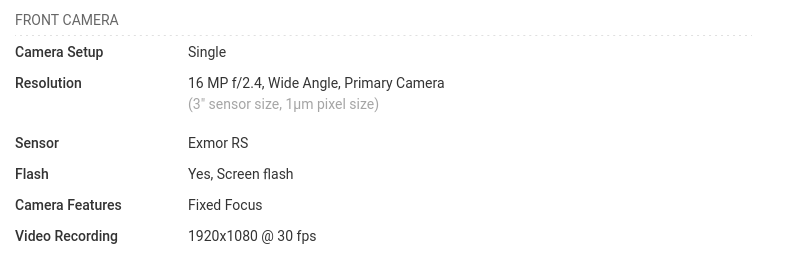 FRONT CAMERA
Camera Setup Single
Resolution 16 MP f/2.4, Wide Angle, Primary Camera
(3" sensor size, 1µm pixel size)
Sensor Exmor RS
Flash Yes, Screen flash
Camera Features Fixed Focus
Video Recording 1920x1080 @ 30 fps